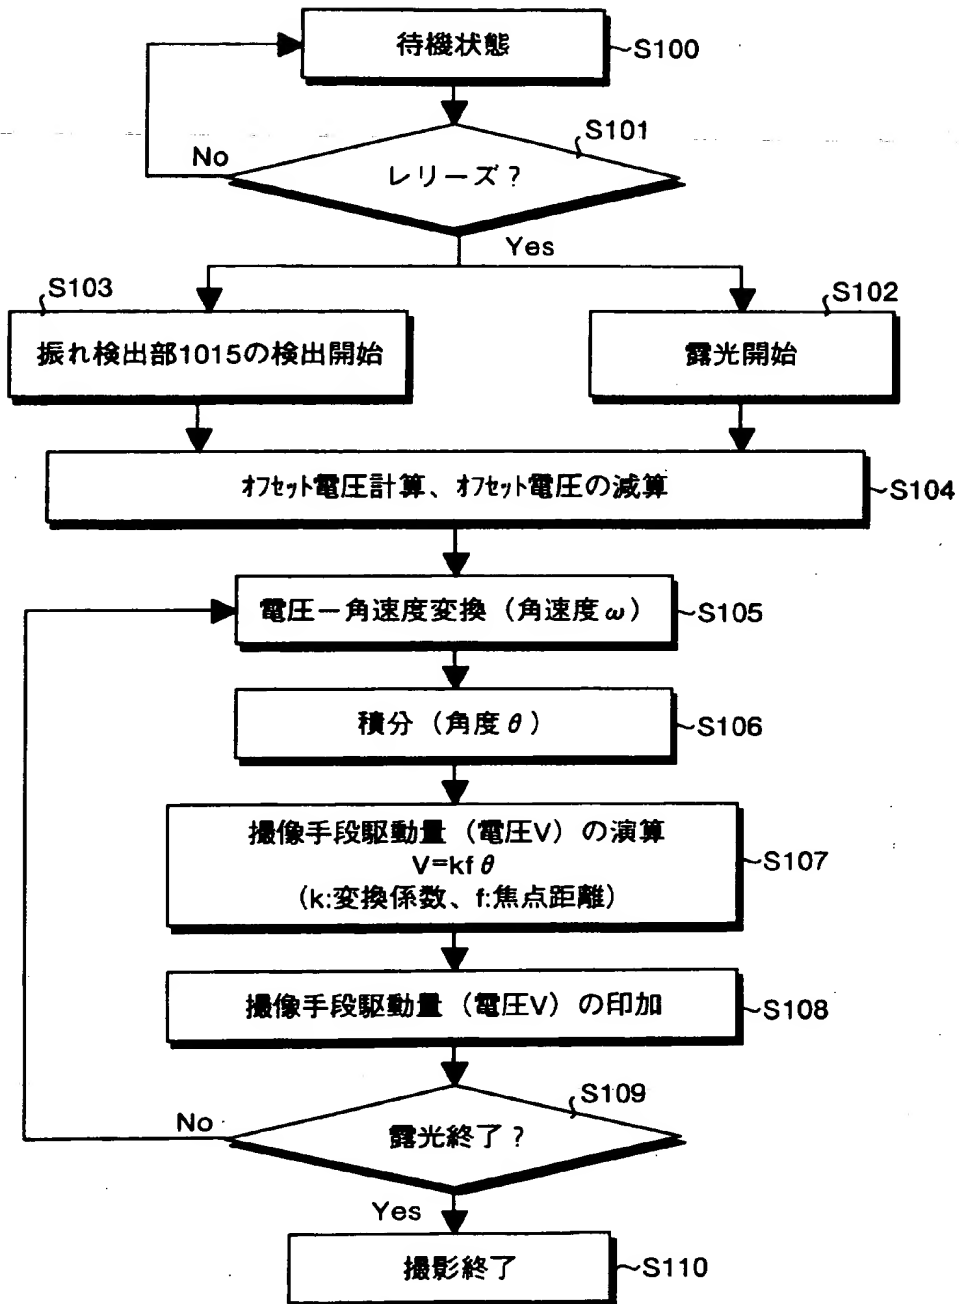 待機状態
S100
S101
レリーズ?
No
Yes
S103
振れ検出部1015の検出開始
S102
露光開始
オフセット電圧計算、オフセット電圧の減算
S104
電圧ー角速度変換(角速度ω)
S105
積分(角度θ)
S106
撮像手段駆動量(電圧V)の演算
V=kfθ
(k:変換係数、f:焦点距離)
S107
撮像手段駆動量(電圧V)の印加
S108
S109
露光終了?
No
Yes
撮影終了
S110